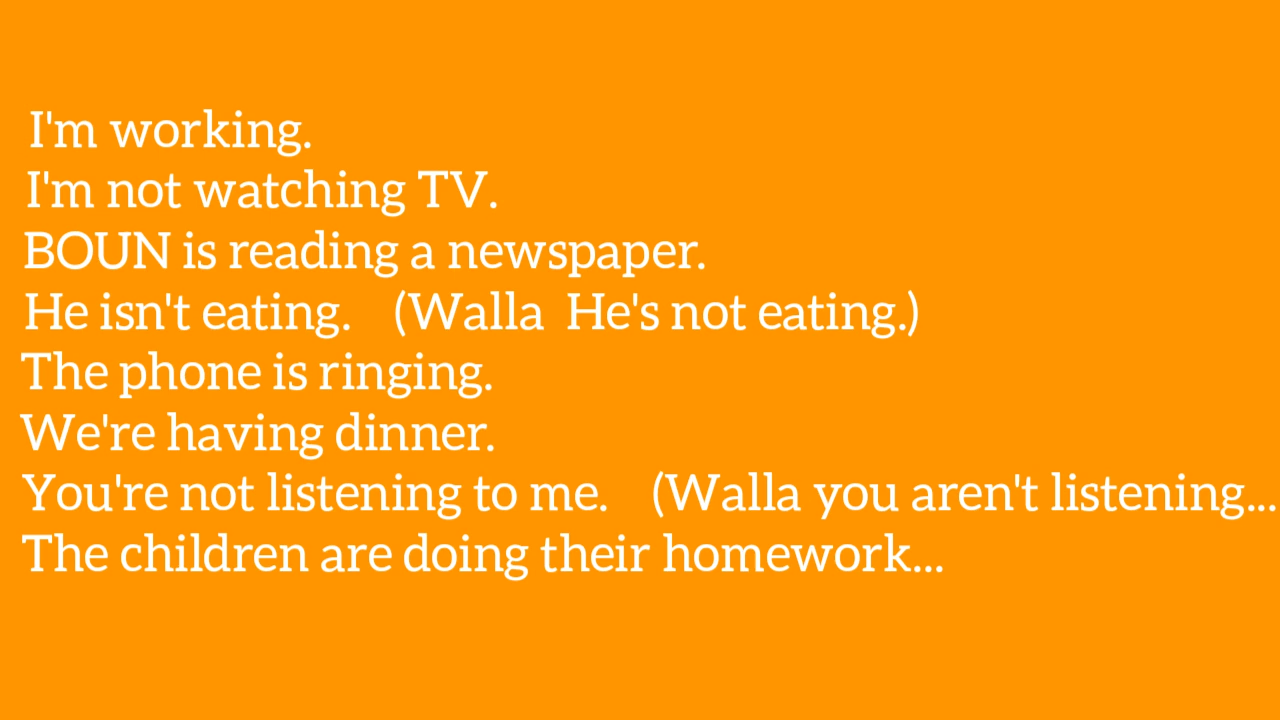 I'm working.
I'm not watching TV.
BOUN is reading a newspaper.
He isn't eating. (Walla He's not eating.)
The phone is ringing.
We're having dinner.
You're not listening to me. (Walla you aren't listening...
The children are doing their homework...